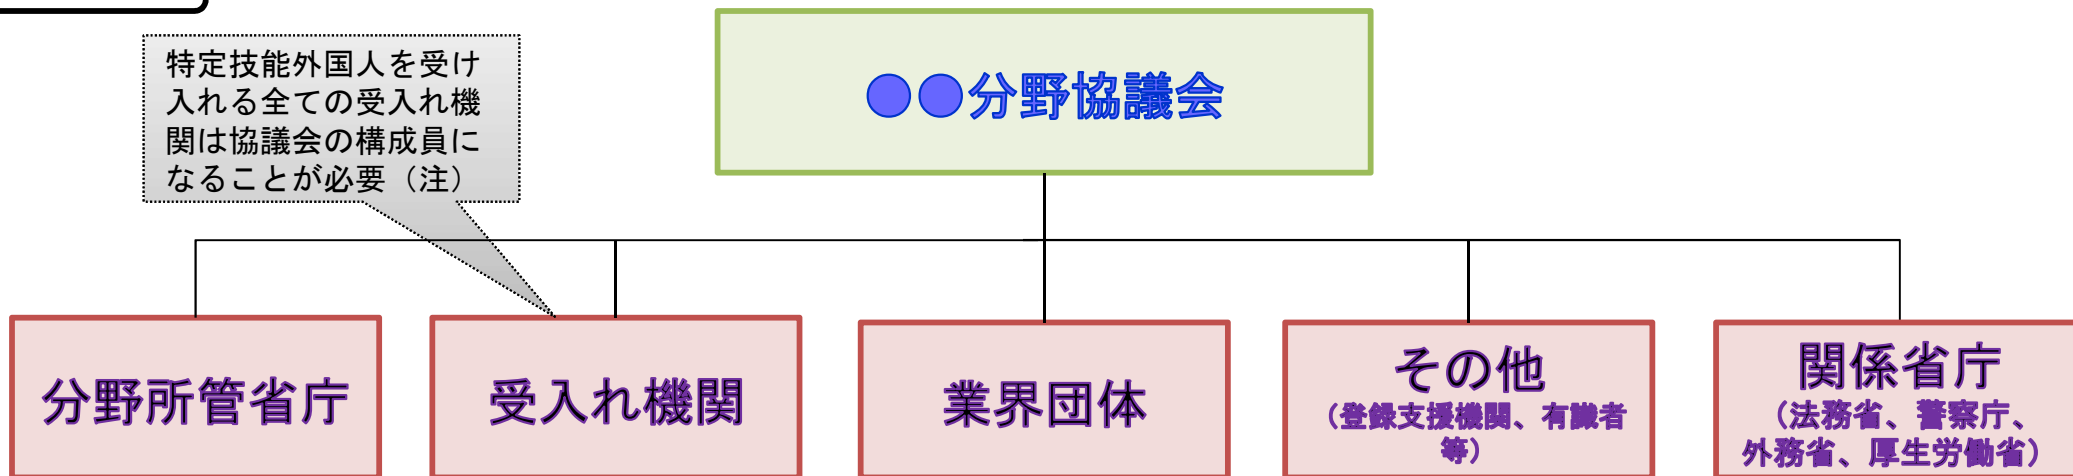 特定技能外国人を受け
入れる全ての受入れ機
関は協議会の構成員に
なることが必要（注）
●●分野協議会
分野所管省庁
受入れ機関
業界団体
その他
（登録支援機関、有識者
等）
関係省庁
（法務省、警察庁、
外務省、厚生労働省）